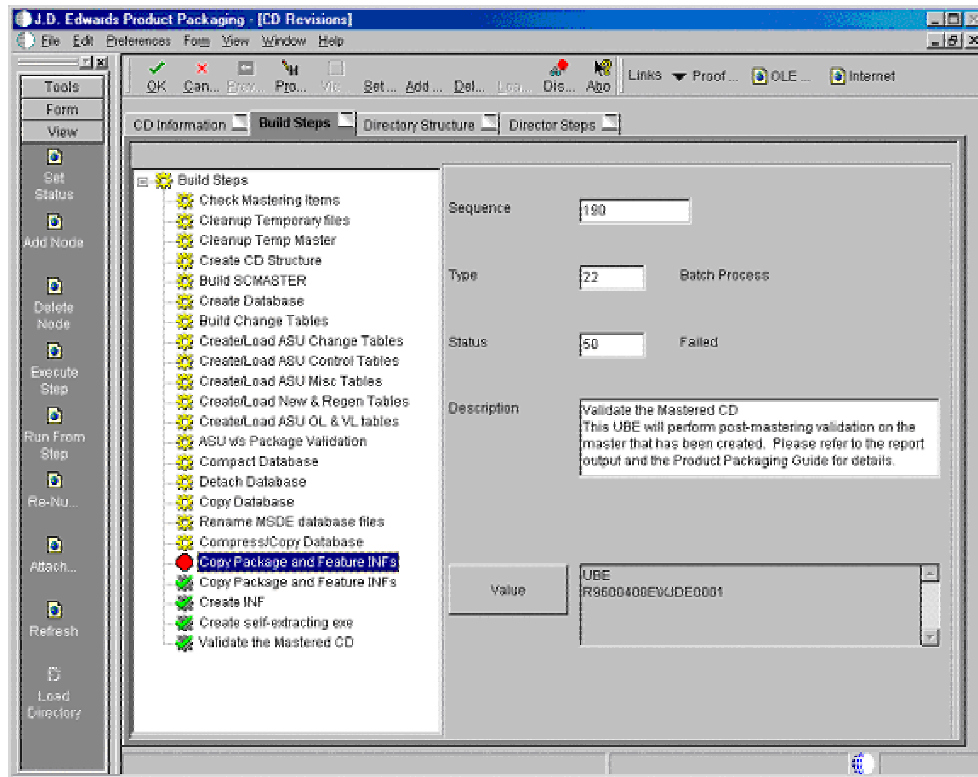 J.D. Edwards Product Packaging - [CD Revisions]
File Edit Preferences Form View Window Help
OK Can... Prev... Pro... Vie... Set... Add... Del... Loa... Dis... Abo Links Proof... OLE ... Internet
Tools
Form
View
Set Status
Add Node
Delete Node
Execute Step
Run From Step
Re-Nu...
Attach...
Refresh
Load Directory
CD Information Build Steps Directory Structure Director Steps
Build Steps
Check Mastering Items
Cleanup Temporary files
Cleanup Temp Master
Create CD Structure
Build SCMASTER
Create Database
Build Change Tables
Create/Load ASU Change Tables
Create/Load ASU Control Tables
Create/Load ASU Misc Tables
Create/Load New & Regen Tables
Create/Load ASU OL & VL tables
ASU v/s Package Validation
Compact Database
Detach Database
Copy Database
Rename MSDE database files
Compress/Copy Database
Copy Package and Feature INFs
Copy Package and Feature INFs
Create INF
Create self-extracting exe
Validate the Mastered CD
Sequence 190
Type 22 Batch Process
Status 50 Failed
Description
Validate the Mastered CD
This UBE will perform post-mastering validation on the
master that has been created. Please refer to the report
output and the Product Packaging Guide for details.
Value
UBE